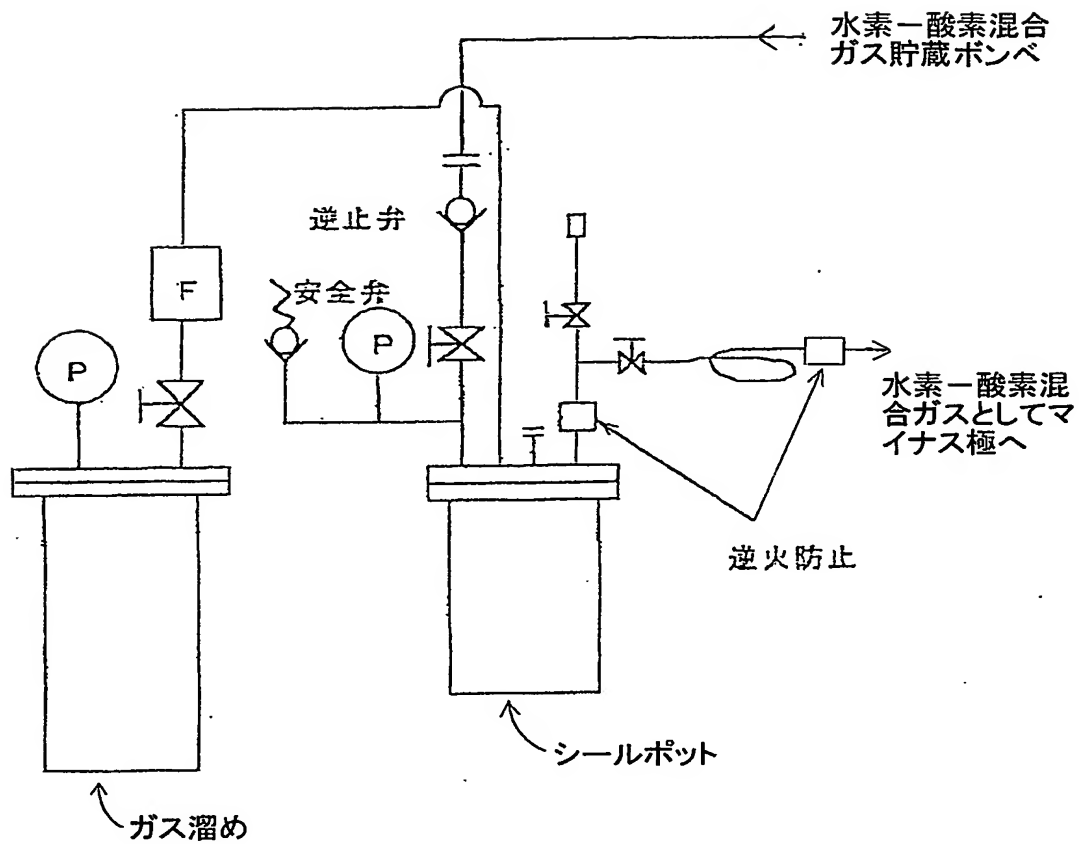 水素－酸素混合
ガス貯蔵ボンベ
逆止弁
安全弁
F
P
P
水素－酸素混
合ガスとしてマ
イナス極へ
逆火防止
シールポット
ガス溜め